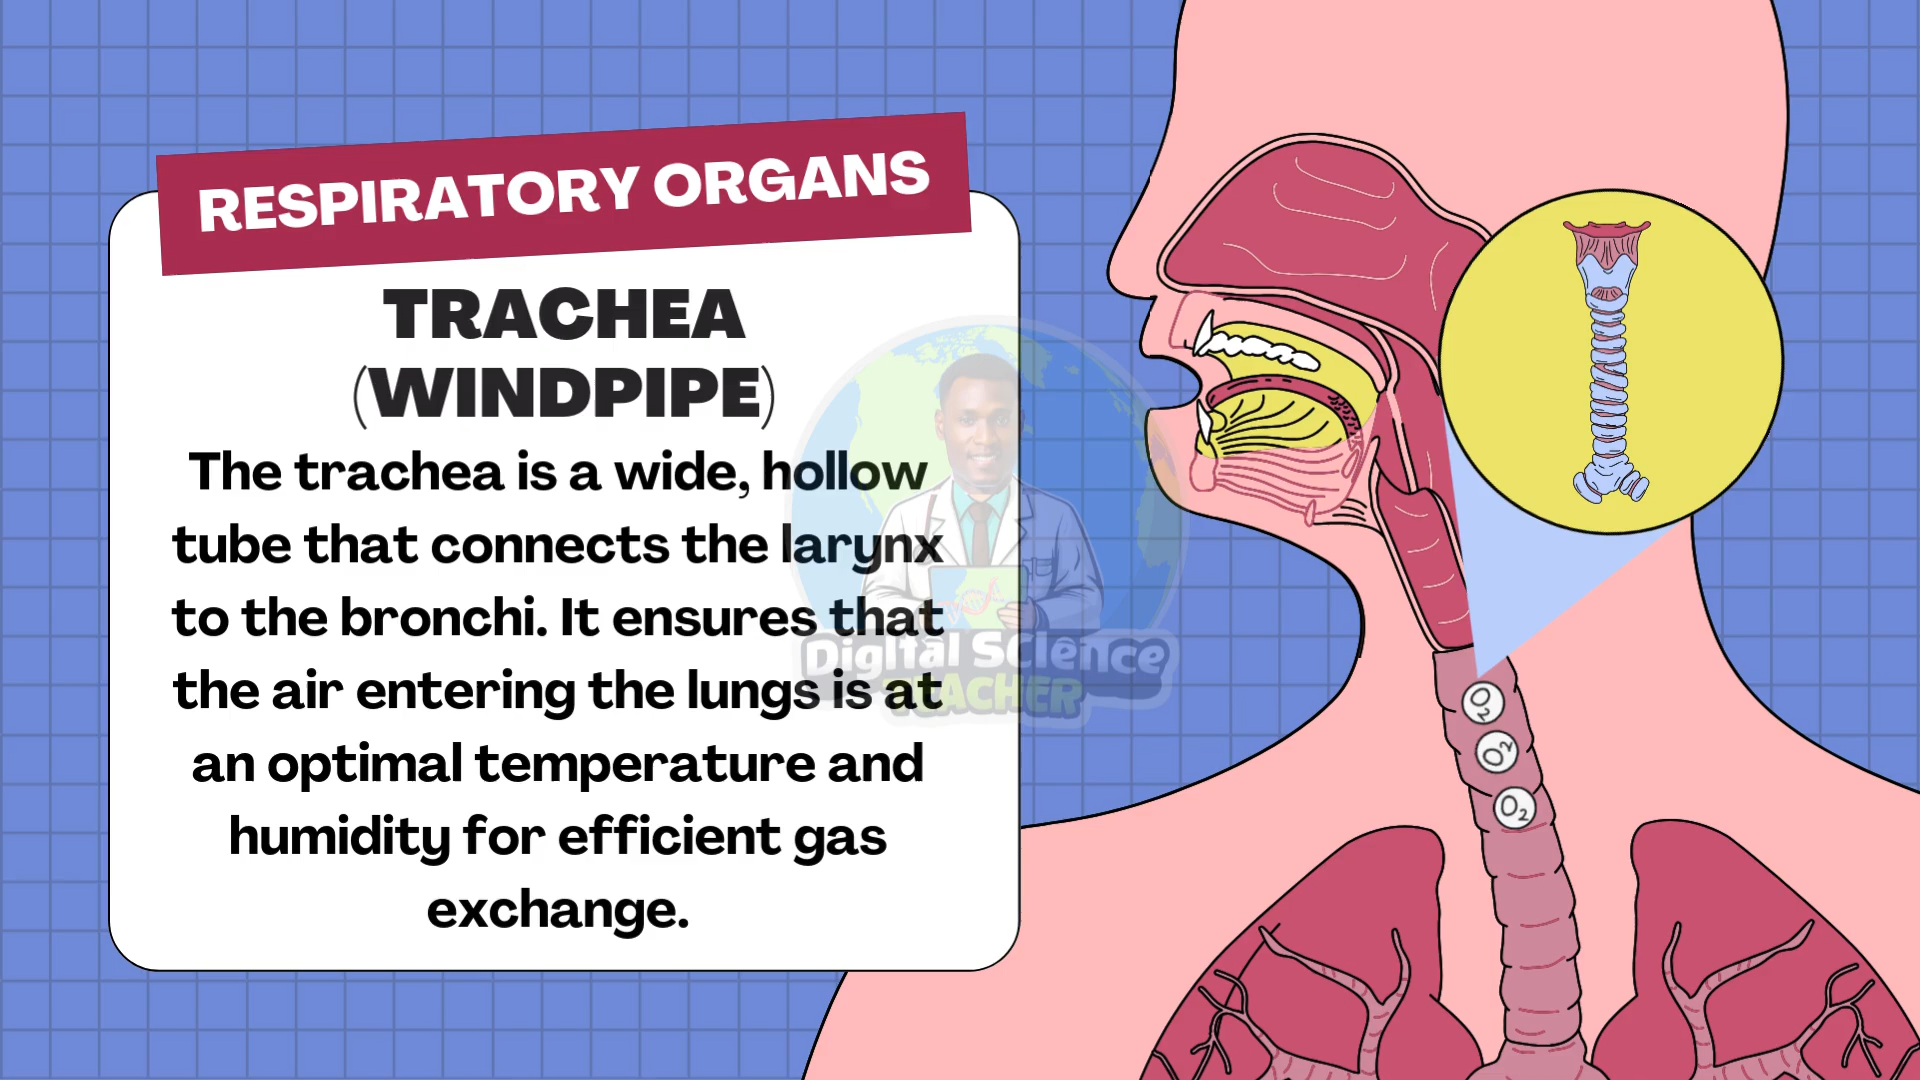 RESPIRATORY ORGANS
TRACHEA
(WINDPIPE)
The trachea is a wide, hollow
tube that connects the larynx
to the bronchi. It ensures that
the air entering the lungs is at
an optimal temperature and
humidity for efficient gas
exchange.
Digital Science
TEACHER
O2
O2
O2